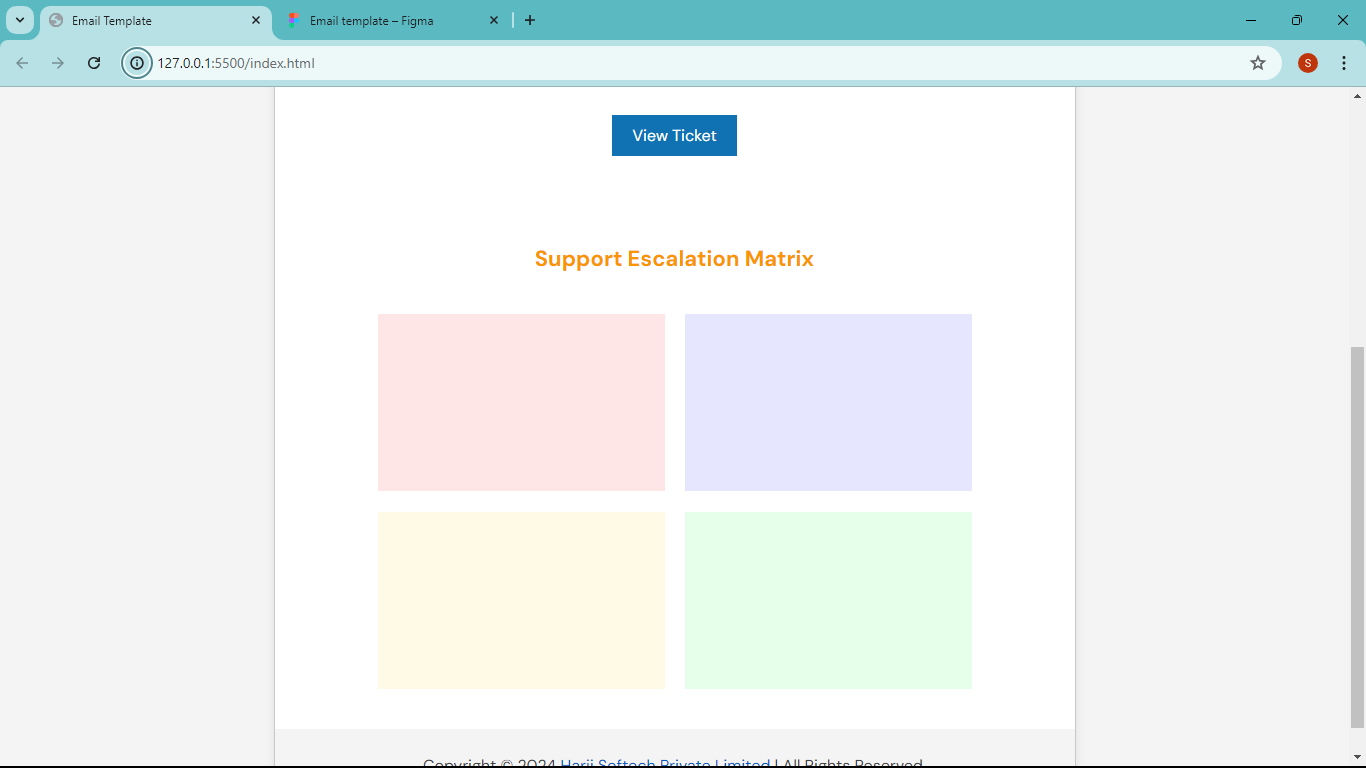 Email Template
Email template – Figma
127.0.0.1:5500/index.html
S
View Ticket
Support Escalation Matrix
Copyright © 2024 Harji Softech Private Limited | All Rights Reserved